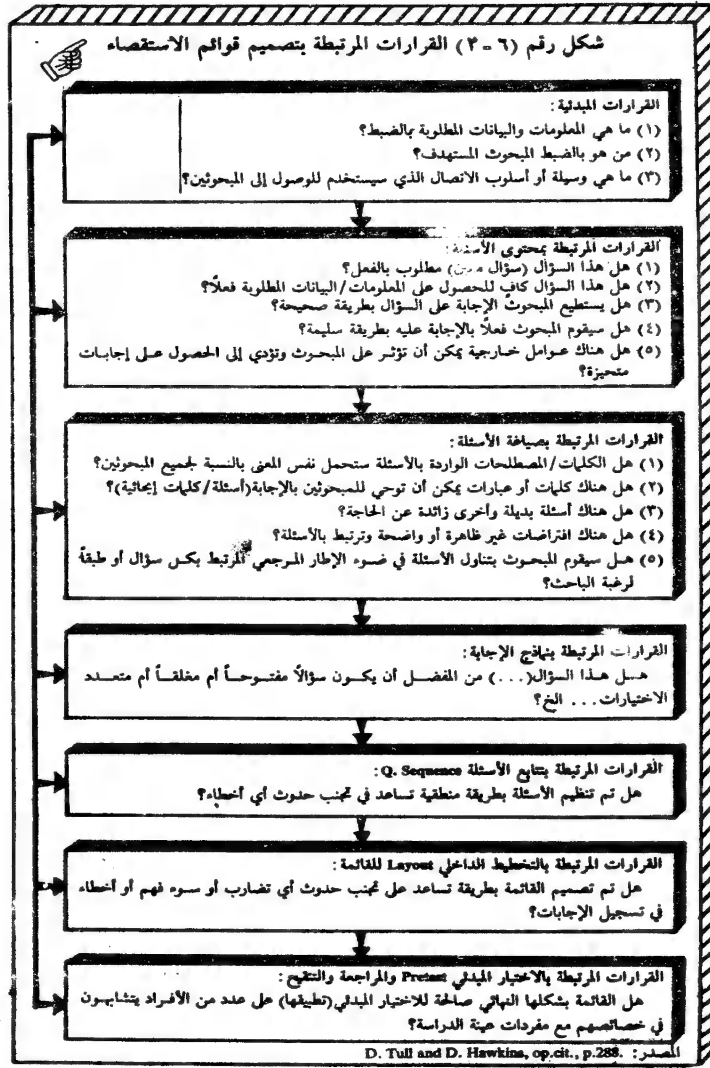 شكل رقم (٦ - ٣) القرارات المرتبطة بتصميم قوائم الاستقصاء
القرارات المبدئية :
(١) ما هي المعلومات والبيانات المطلوبة بالضبط؟
(٢) من هو بالضبط المبحوث المستهدف؟
(٣) ما هي وسيلة أو أسلوب الاتصال الذي سيستخدم للوصول إلى المبحوثين؟
القرارات المرتبطة بمحتوى الأسئلة :
(١) هل هذا السؤال (سؤال معين) مطلوب بالفعل؟
(٢) هل هذا السؤال كافٍ للحصول على المعلومات/البيانات المطلوبة فعلاً؟
(٣) هل يستطيع المبحوث الإجابة على السؤال بطريقة صحيحة؟
(٤) هل سيقوم المبحوث فعلاً بالإجابة عليه بطريقة سليمة؟
(٥) هل هناك عوامل خارجية يمكن أن تؤثر على المبحوث وتؤدي إلى الحصول على إجابات
متحيزة؟
القرارات المرتبطة بصياغة الأسئلة :
(١) هل الكلمات/المصطلحات الواردة بالأسئلة ستحمل نفس المعنى بالنسبة لجميع المبحوثين؟
(٢) هل هناك كلمات أو عبارات يمكن أن توحي للمبحوثين بالإجابة(أسئلة/كلمات إيحائية)؟
(٣) هل هناك أسئلة بديلة وأخرى زائدة عن الحاجة؟
(٤) هل هناك افتراضات غير ظاهرة أو واضحة وترتبط بالأسئلة؟
(٥) هل سيقوم المبحوث بتناول الأسئلة في ضوء الإطار المرجعي المرتبط بكل سؤال أو طبقاً
لرغبة الباحث؟
القرارات المرتبطة بنماذج الإجابة :
هل هذا السؤال(...) من المفضل أن يكون سؤالاً مفتوحاً أم مغلقاً أم متعدد
الاختيارات... الخ؟
القرارات المرتبطة بتتابع الأسئلة Q. Sequence :
هل تم تنظيم الأسئلة بطريقة منطقية تساعد في تجنب حدوث أي أخطاء؟
القرارات المرتبطة بالتخطيط الداخلي Layout للقائمة :
هل تم تصميم القائمة بطريقة تساعد على تجنب حدوث أي تضارب أو سوء فهم أو أخطاء
في تسجيل الإجابات؟
القرارات المرتبطة بالاختبار المبدئي Pretest والمراجعة والتنقيح :
هل القائمة بشكلها النهائي صالحة للاختبار المبدئي(تطبيقها) على عدد من الأفراد يتشابهون
في خصائصهم مع مفردات عينة الدراسة؟
المصدر: D. Tull and D. Hawkins, op.cit., p.288.